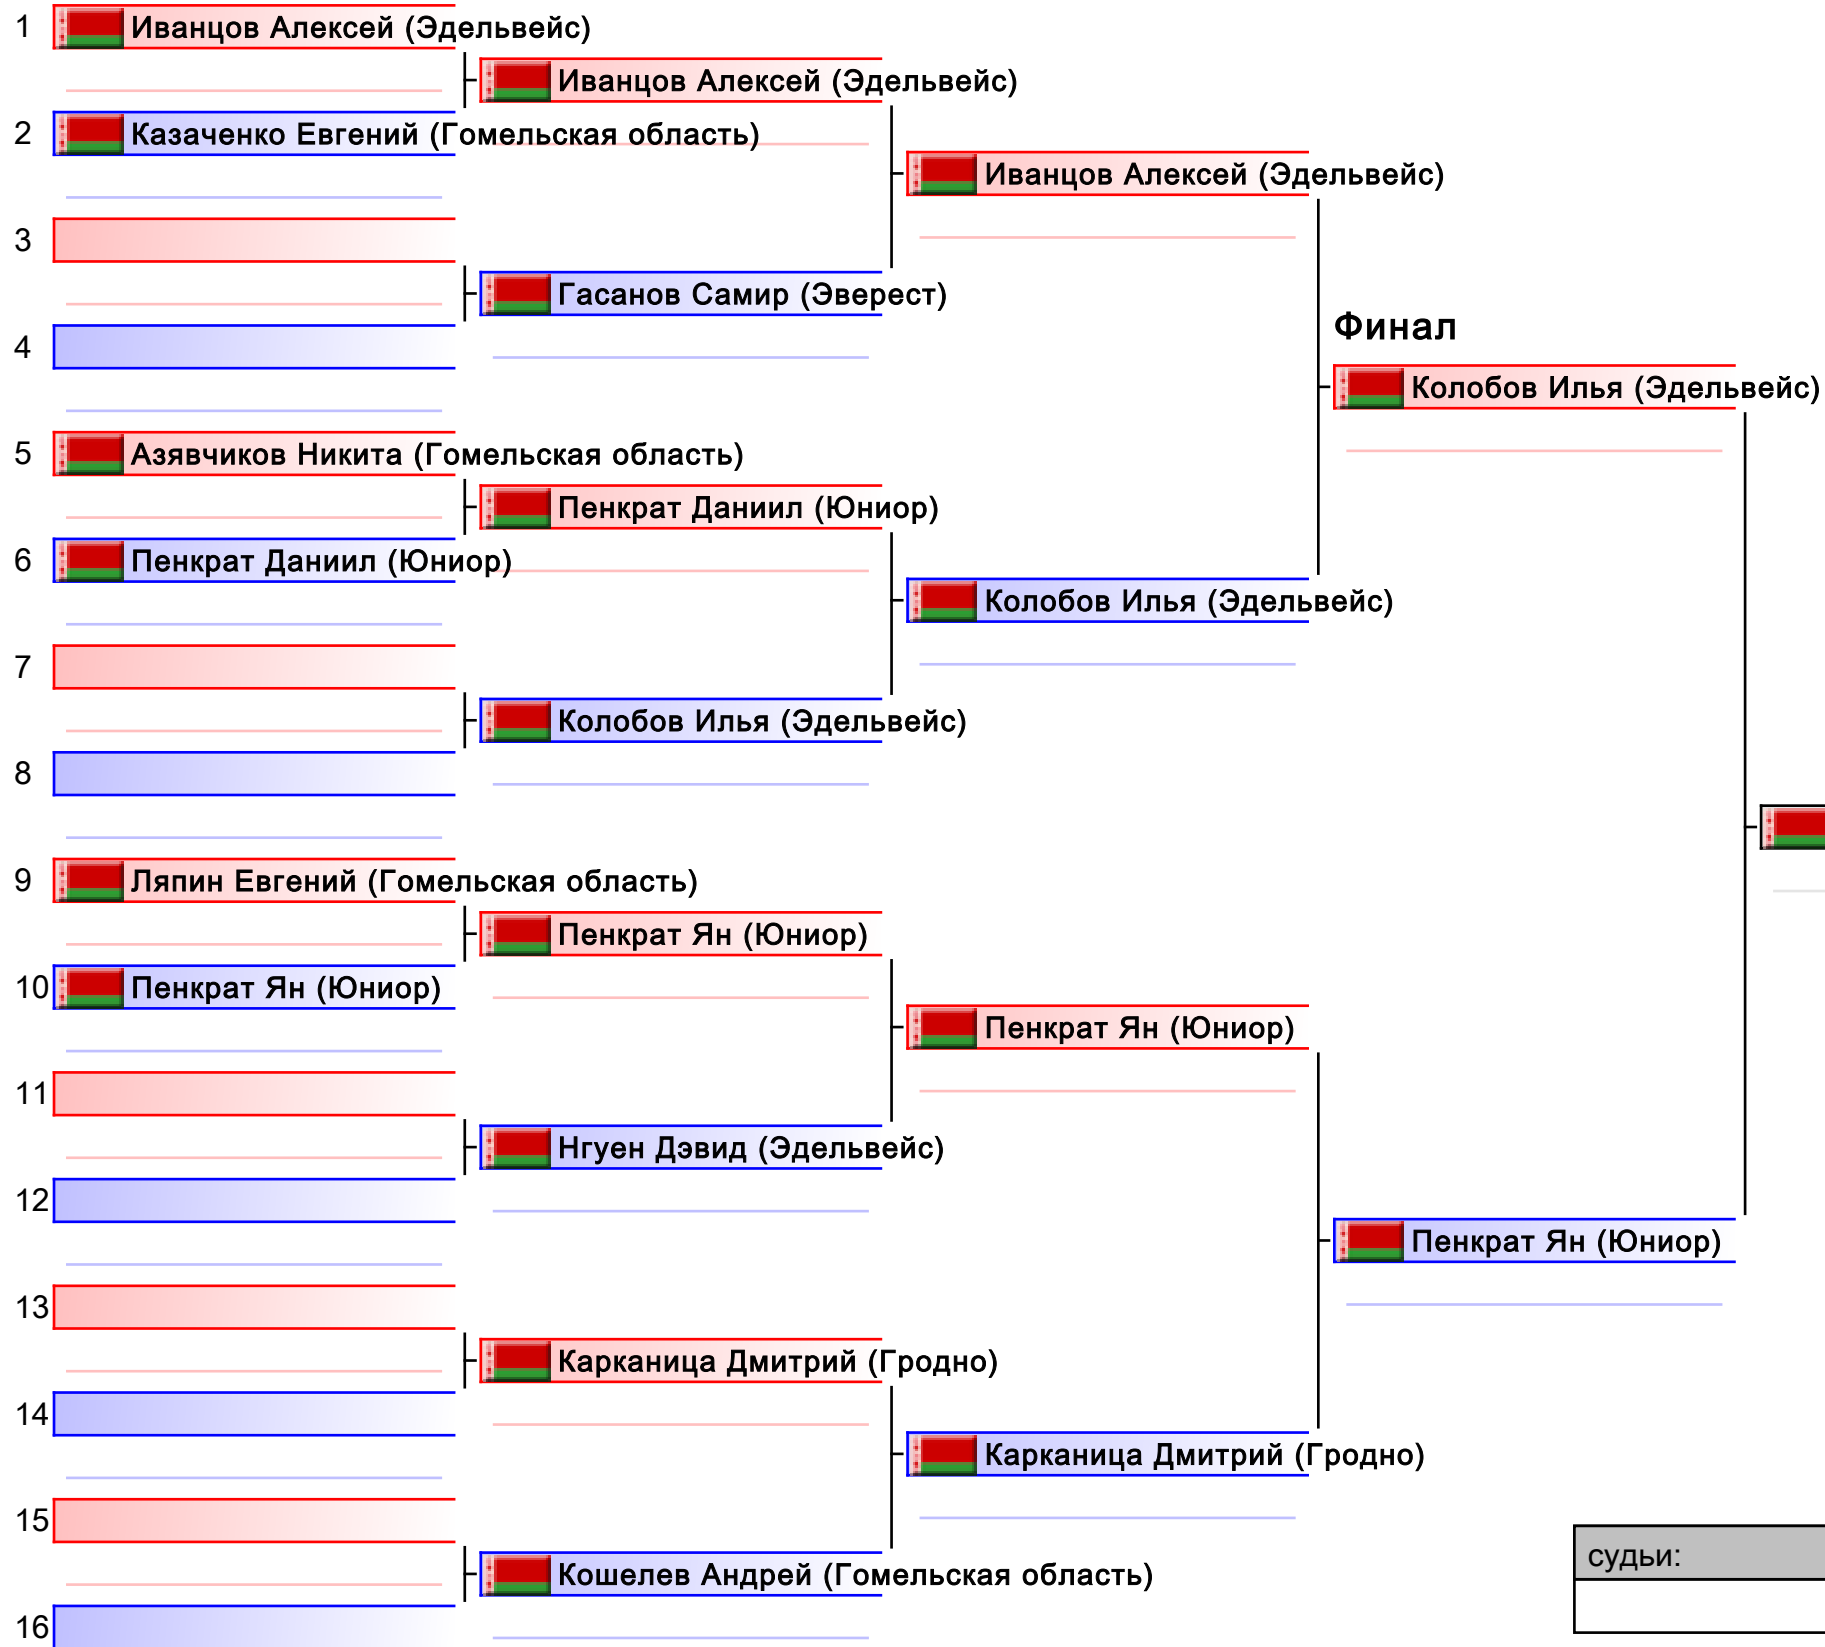 1 Иванцов Алексей (Эдельвейс)
Иванцов Алексей (Эдельвейс)
2 Казаченко Евгений (Гомельская область)
Иванцов Алексей (Эдельвейс)
3
Гасанов Самир (Эверест)
Финал
4
Колобов Илья (Эдельвейс)
5 Азявчиков Никита (Гомельская область)
Пенкрат Даниил (Юниор)
6 Пенкрат Даниил (Юниор)
Колобов Илья (Эдельвейс)
7
Колобов Илья (Эдельвейс)
8
9 Ляпин Евгений (Гомельская область)
Пенкрат Ян (Юниор)
10 Пенкрат Ян (Юниор)
Пенкрат Ян (Юниор)
11
Нгуен Дэвид (Эдельвейс)
12
Пенкрат Ян (Юниор)
13
Карканица Дмитрий (Гродно)
14
Карканица Дмитрий (Гродно)
15
судьи:
Кошелев Андрей (Гомельская область)
16